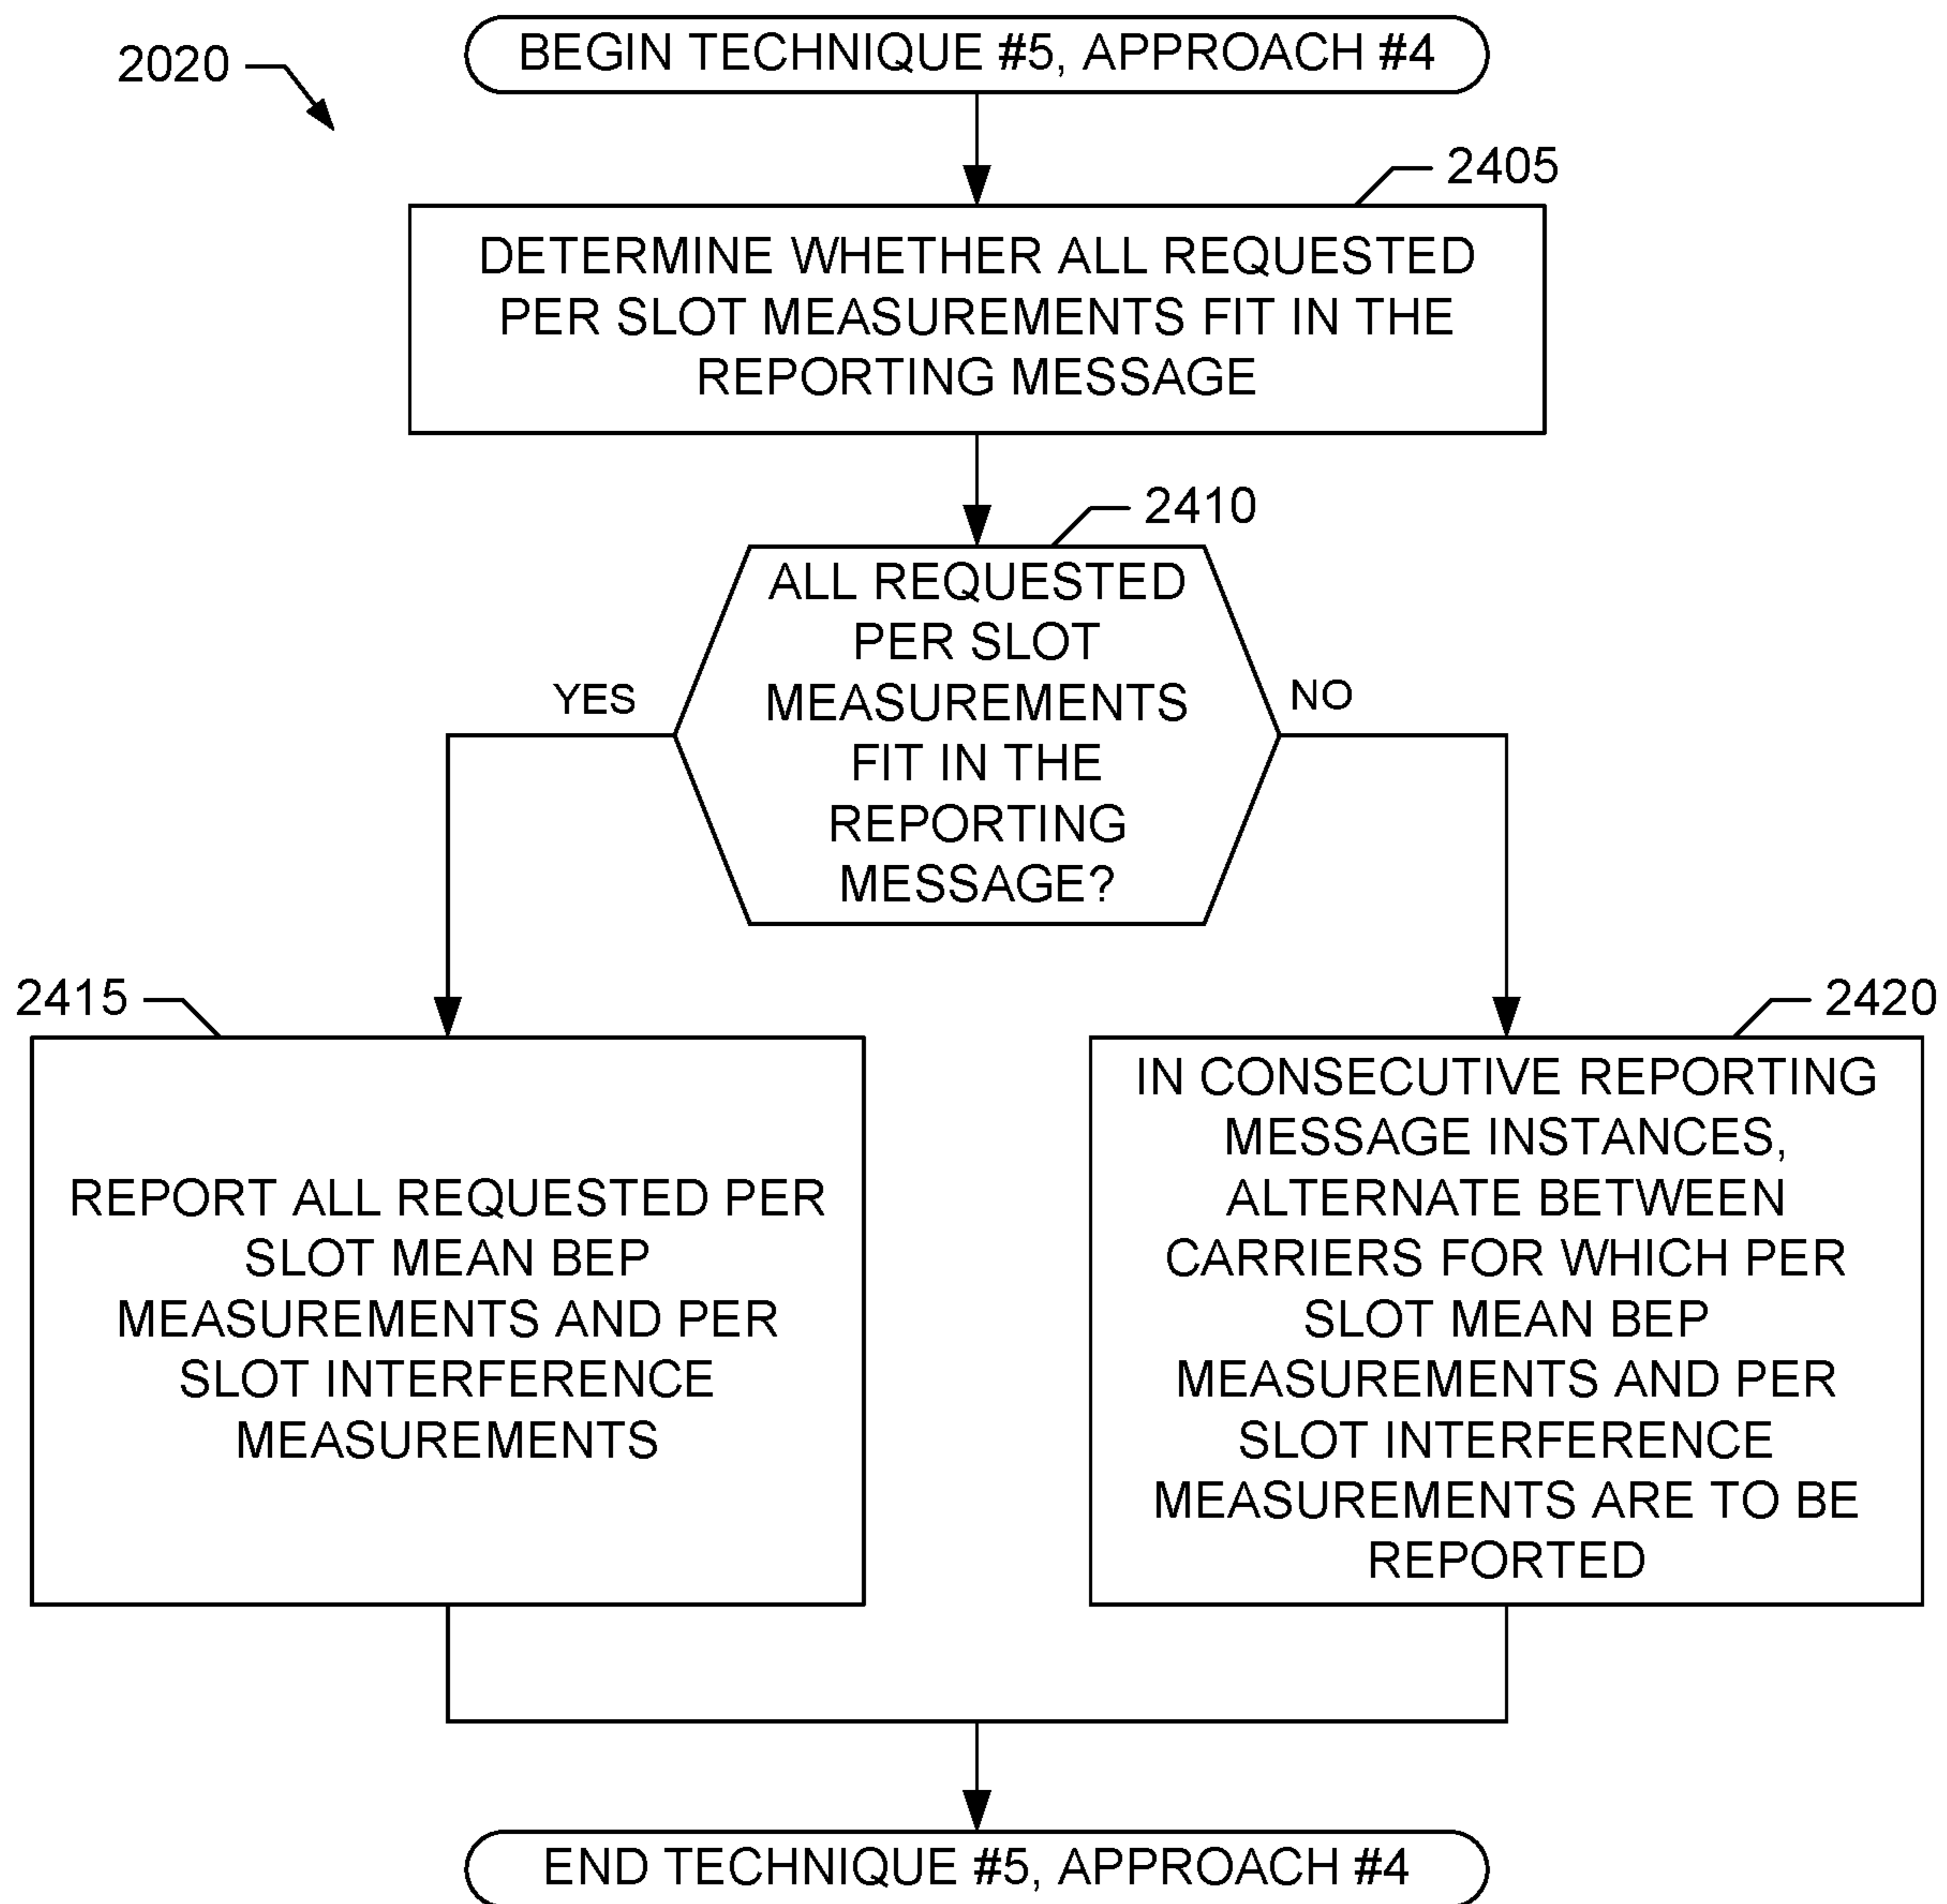 BEGIN TECHNIQUE #5, APPROACH #4
2020
2405
DETERMINE WHETHER ALL REQUESTED
PER SLOT MEASUREMENTS FIT IN THE
REPORTING MESSAGE
2410
ALL REQUESTED
PER SLOT
MEASUREMENTS
FIT IN THE
REPORTING
MESSAGE?
YES
NO
2415
REPORT ALL REQUESTED PER
SLOT MEAN BEP
MEASUREMENTS AND PER
SLOT INTERFERENCE
MEASUREMENTS
2420
IN CONSECUTIVE REPORTING
MESSAGE INSTANCES,
ALTERNATE BETWEEN
CARRIERS FOR WHICH PER
SLOT MEAN BEP
MEASUREMENTS AND PER
SLOT INTERFERENCE
MEASUREMENTS ARE TO BE
REPORTED
END TECHNIQUE #5, APPROACH #4